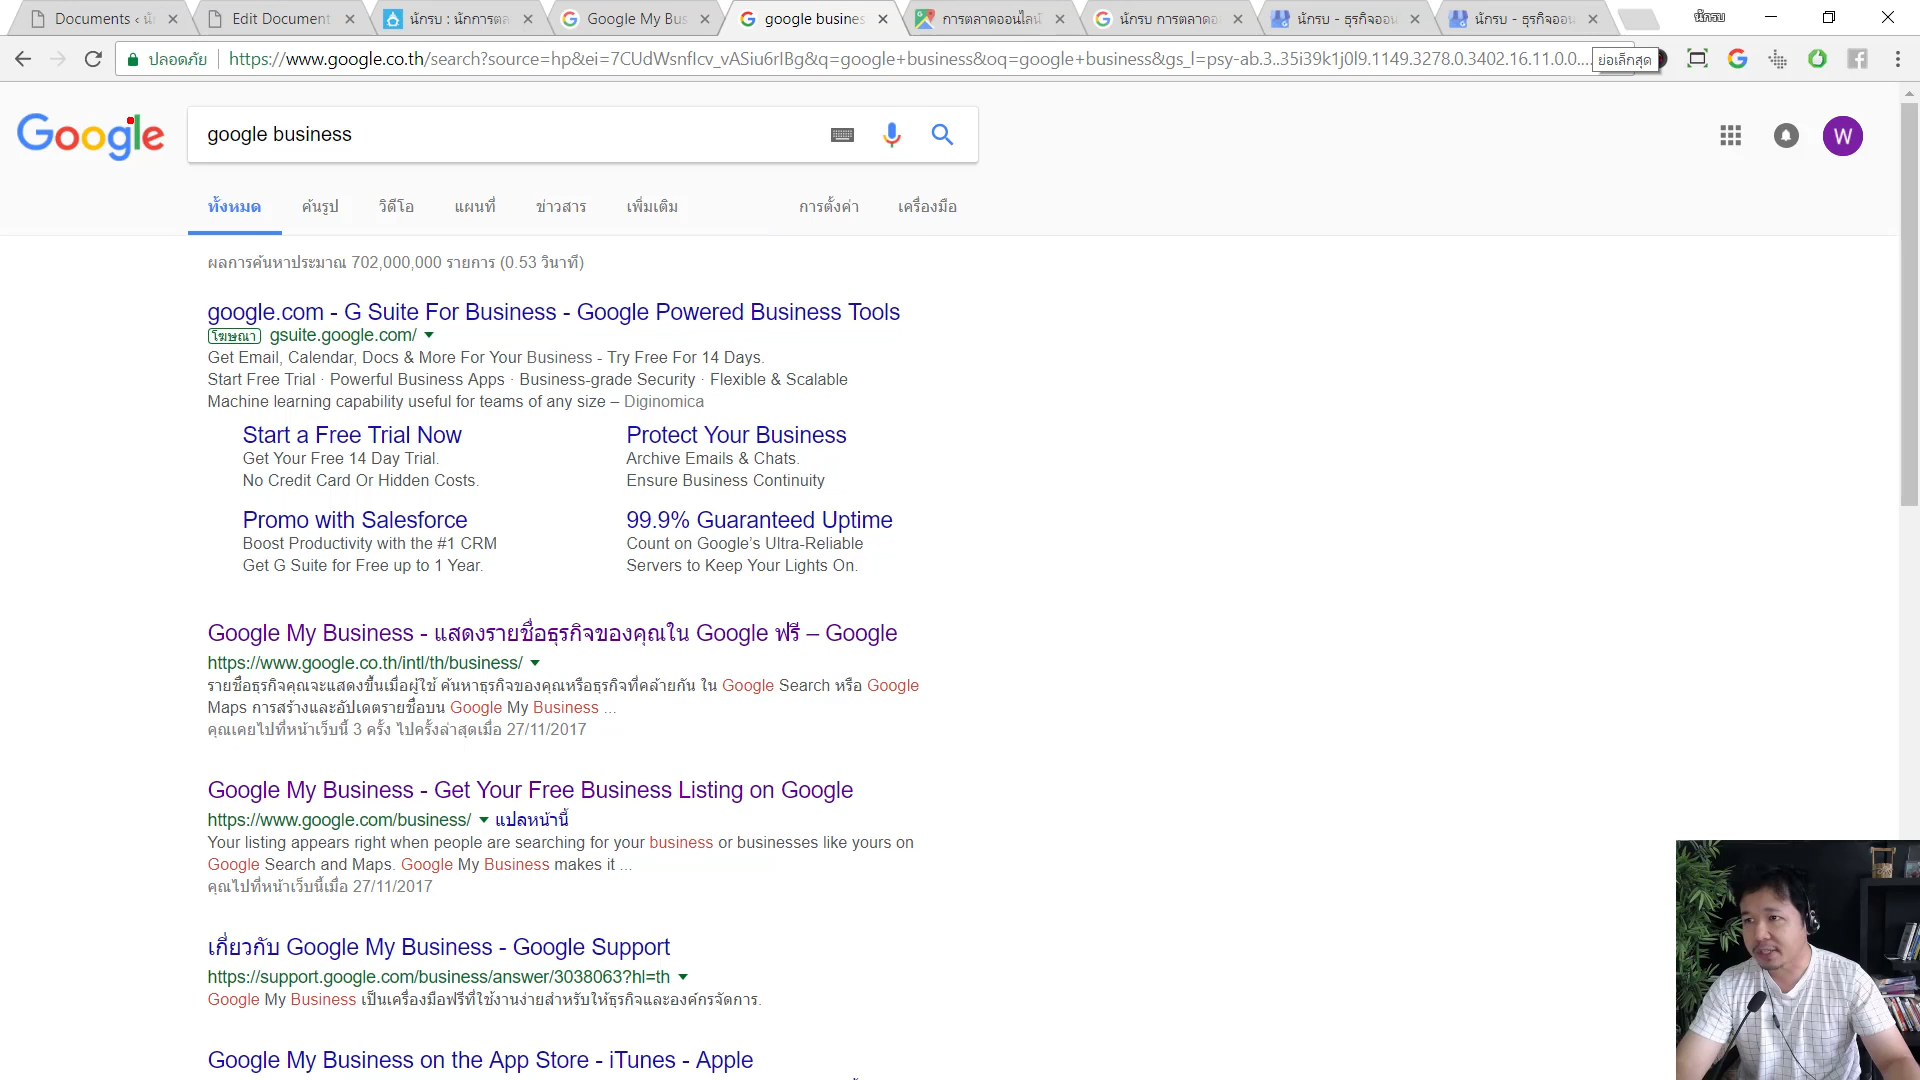 Documents ‹ นั
Edit Document
นักรบ : นักการตล
Google My Bus
google busines
การตลาดออนไลน์
นักรบ การตลาดอ
นักรบ - ธุรกิจออน
นักรบ - ธุรกิจออน
นักรบ
ปลอดภัย
https://www.google.co.th/search?source=hp&ei=7CUdWsnfIcv_vASiu6rIBg&q=google+business&oq=google+business&gs_l=psy-ab.3..35i39k1j0l9.1149.3278.0.3402.16.11.0.0....
ย่อเล็กสุด
Google
google business
W
ทั้งหมด
ค้นรูป
วิดีโอ
แผนที่
ข่าวสาร
เพิ่มเติม
การตั้งค่า
เครื่องมือ
ผลการค้นหาประมาณ 702,000,000 รายการ (0.53 วินาที)
google.com - G Suite For Business - Google Powered Business Tools
โฆษณา gsuite.google.com/
Get Email, Calendar, Docs & More For Your Business - Try Free For 14 Days.
Start Free Trial · Powerful Business Apps · Business-grade Security · Flexible & Scalable
Machine learning capability useful for teams of any size – Diginomica
Start a Free Trial Now
Get Your Free 14 Day Trial.
No Credit Card Or Hidden Costs.
Protect Your Business
Archive Emails & Chats.
Ensure Business Continuity
Promo with Salesforce
Boost Productivity with the #1 CRM
Get G Suite for Free up to 1 Year.
99.9% Guaranteed Uptime
Count on Google's Ultra-Reliable
Servers to Keep Your Lights On.
Google My Business - แสดงรายชื่อธุรกิจของคุณใน Google ฟรี – Google
https://www.google.co.th/intl/th/business/
รายชื่อธุรกิจคุณจะแสดงขึ้นเมื่อผู้ใช้ ค้นหาธุรกิจของคุณหรือธุรกิจที่คล้ายกัน ใน Google Search หรือ Google
Maps การสร้างและอัปเดตรายชื่อบน Google My Business ...
คุณเคยไปที่หน้าเว็บนี้ 3 ครั้ง ไปครั้งล่าสุดเมื่อ 27/11/2017
Google My Business - Get Your Free Business Listing on Google
https://www.google.com/business/ แปลหน้านี้
Your listing appears right when people are searching for your business or businesses like yours on
Google Search and Maps. Google My Business makes it ...
คุณไปที่หน้าเว็บนี้เมื่อ 27/11/2017
เกี่ยวกับ Google My Business - Google Support
https://support.google.com/business/answer/3038063?hl=th
Google My Business เป็นเครื่องมือฟรีที่ใช้งานง่ายสำหรับให้ธุรกิจและองค์กรจัดการ.
Google My Business on the App Store - iTunes - Apple